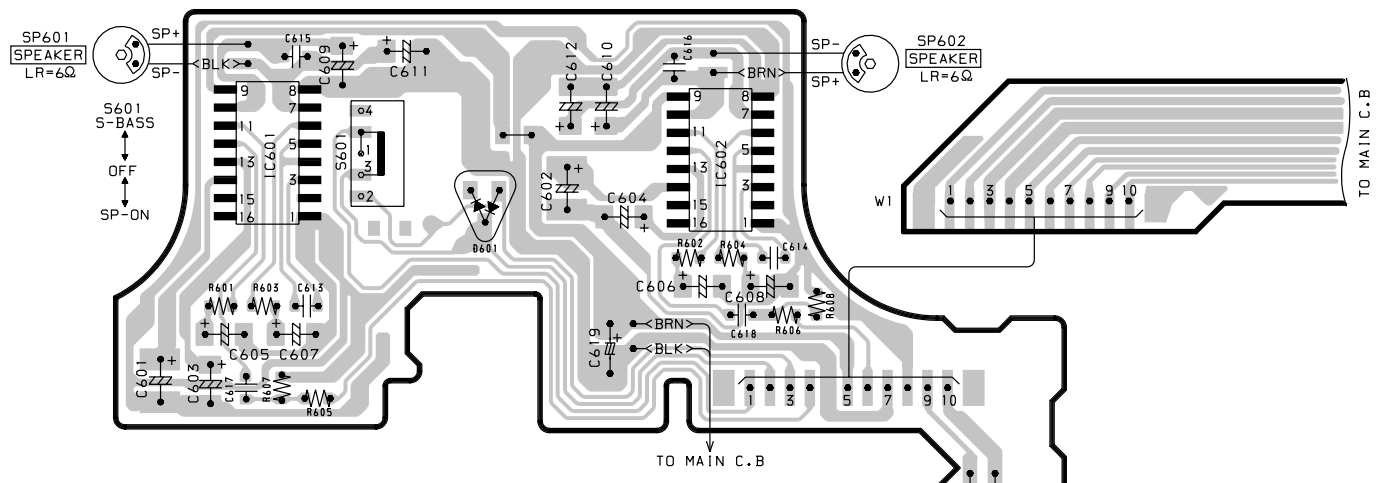 SP601
SPEAKER
LR=6Ω
SP+
<BLK>
SP-
C615
C609
+
C611
+
C612
+
C610
+
C616
SP-
<BRN>
SP+
SP602
SPEAKER
LR=6Ω
S601
S-BASS
OFF
SP-ON
9 8
7
11
5
13
3
15
16 1
IC601
S601
4
1
3
2
9 8
7
11
5
13
3
15
16 1
IC602
C602
+
C604
+
D601
W1
1 3 5 7 9 10
TO MAIN C.B
R602
R604
C614
C606
+
C608
+
R608
C618
R606
R601
R603
C613
+
C605
+
C607
C601
+
C603
+
C617
R607
R605
C619
+
<BRN>
<BLK>
1 3 5 7 9 10
TO MAIN C.B